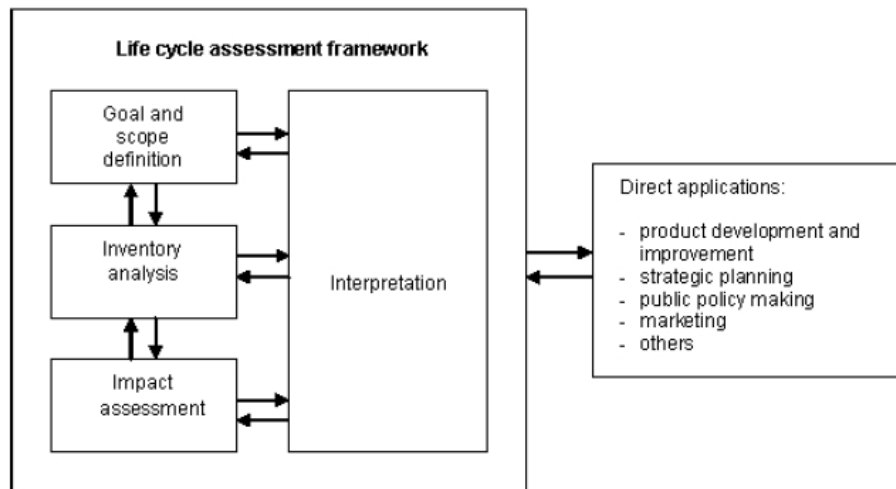 Life cycle assessment framework
Goal and
scope
definition
Inventory
analysis
Impact
assessment
Interpretation
Direct applications:
- product development and
improvement
- strategic planning
- public policy making
- marketing
- others